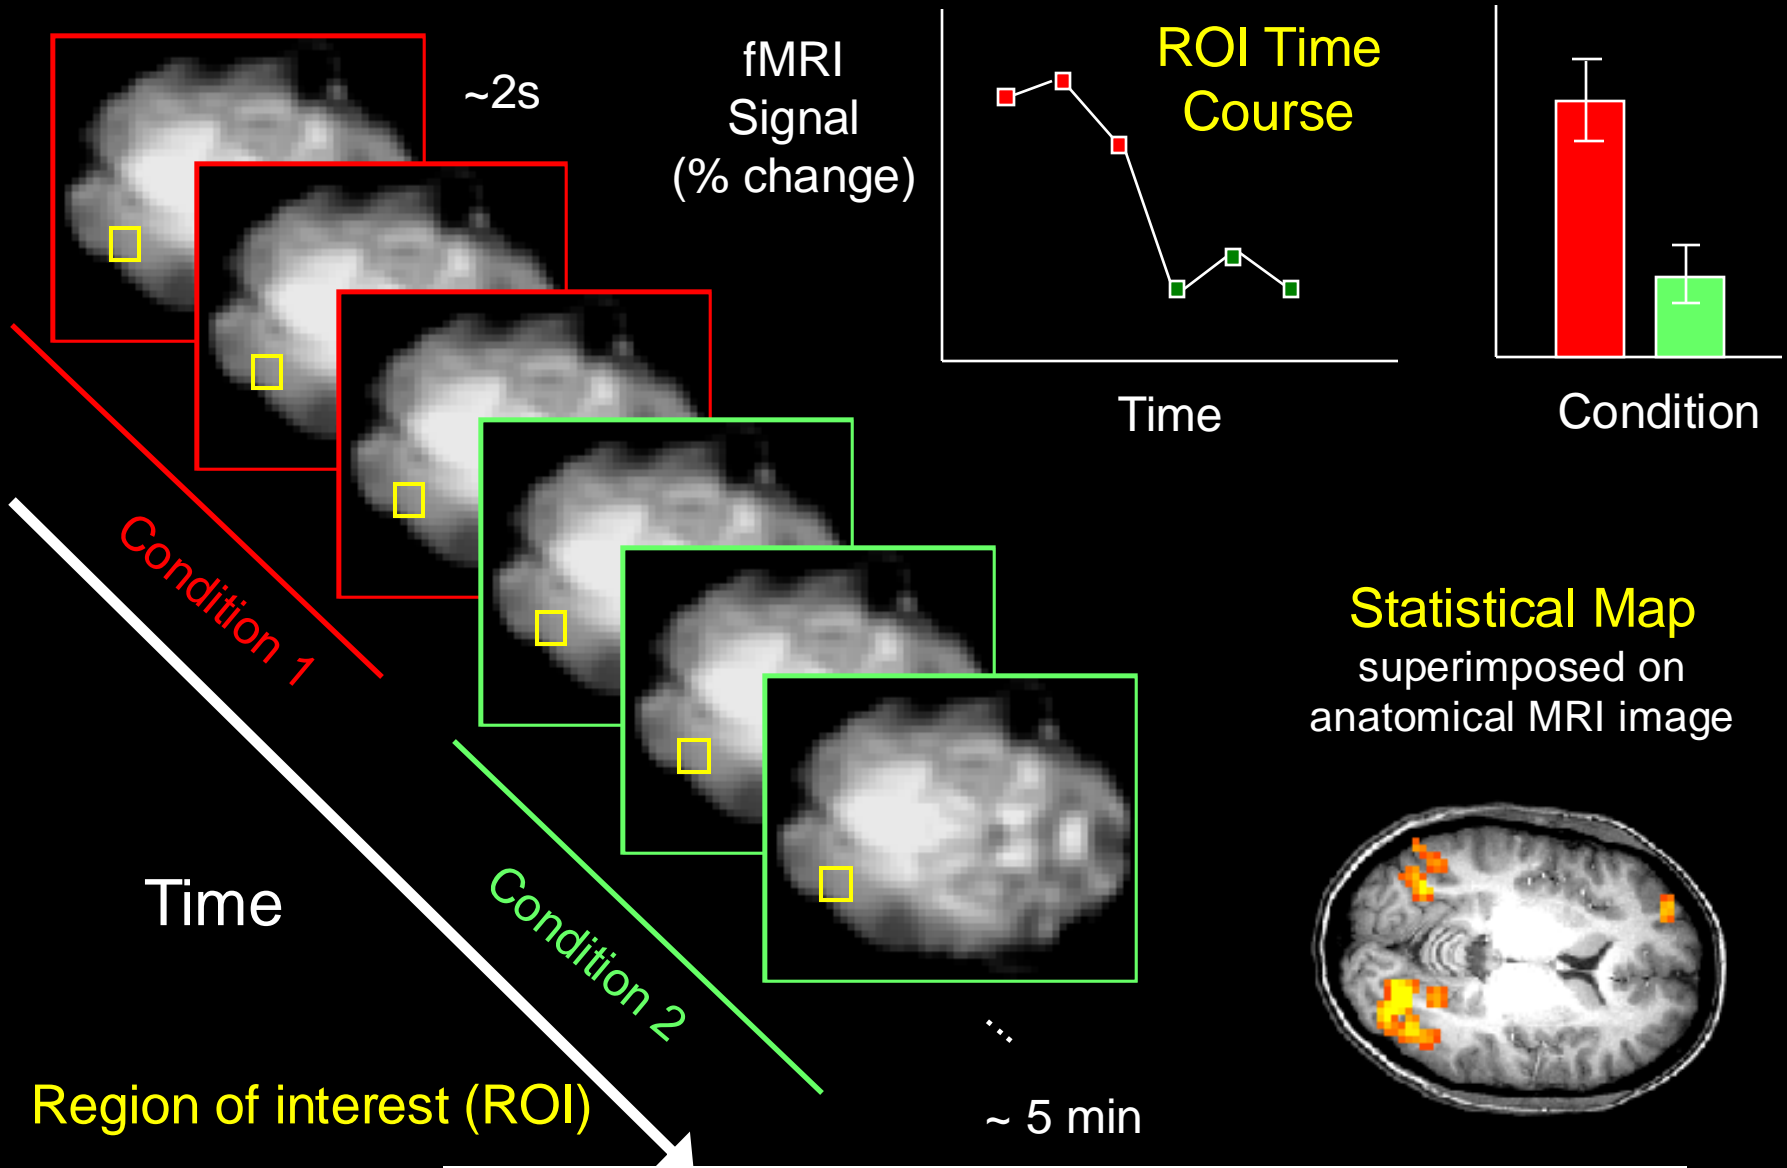 ~2s
fMRI
Signal
(% change)
ROI Time
Course
Time
Condition
Condition 1
Statistical Map
superimposed on
anatomical MRI image
Time
Condition 2
...
Region of interest (ROI)
~ 5 min